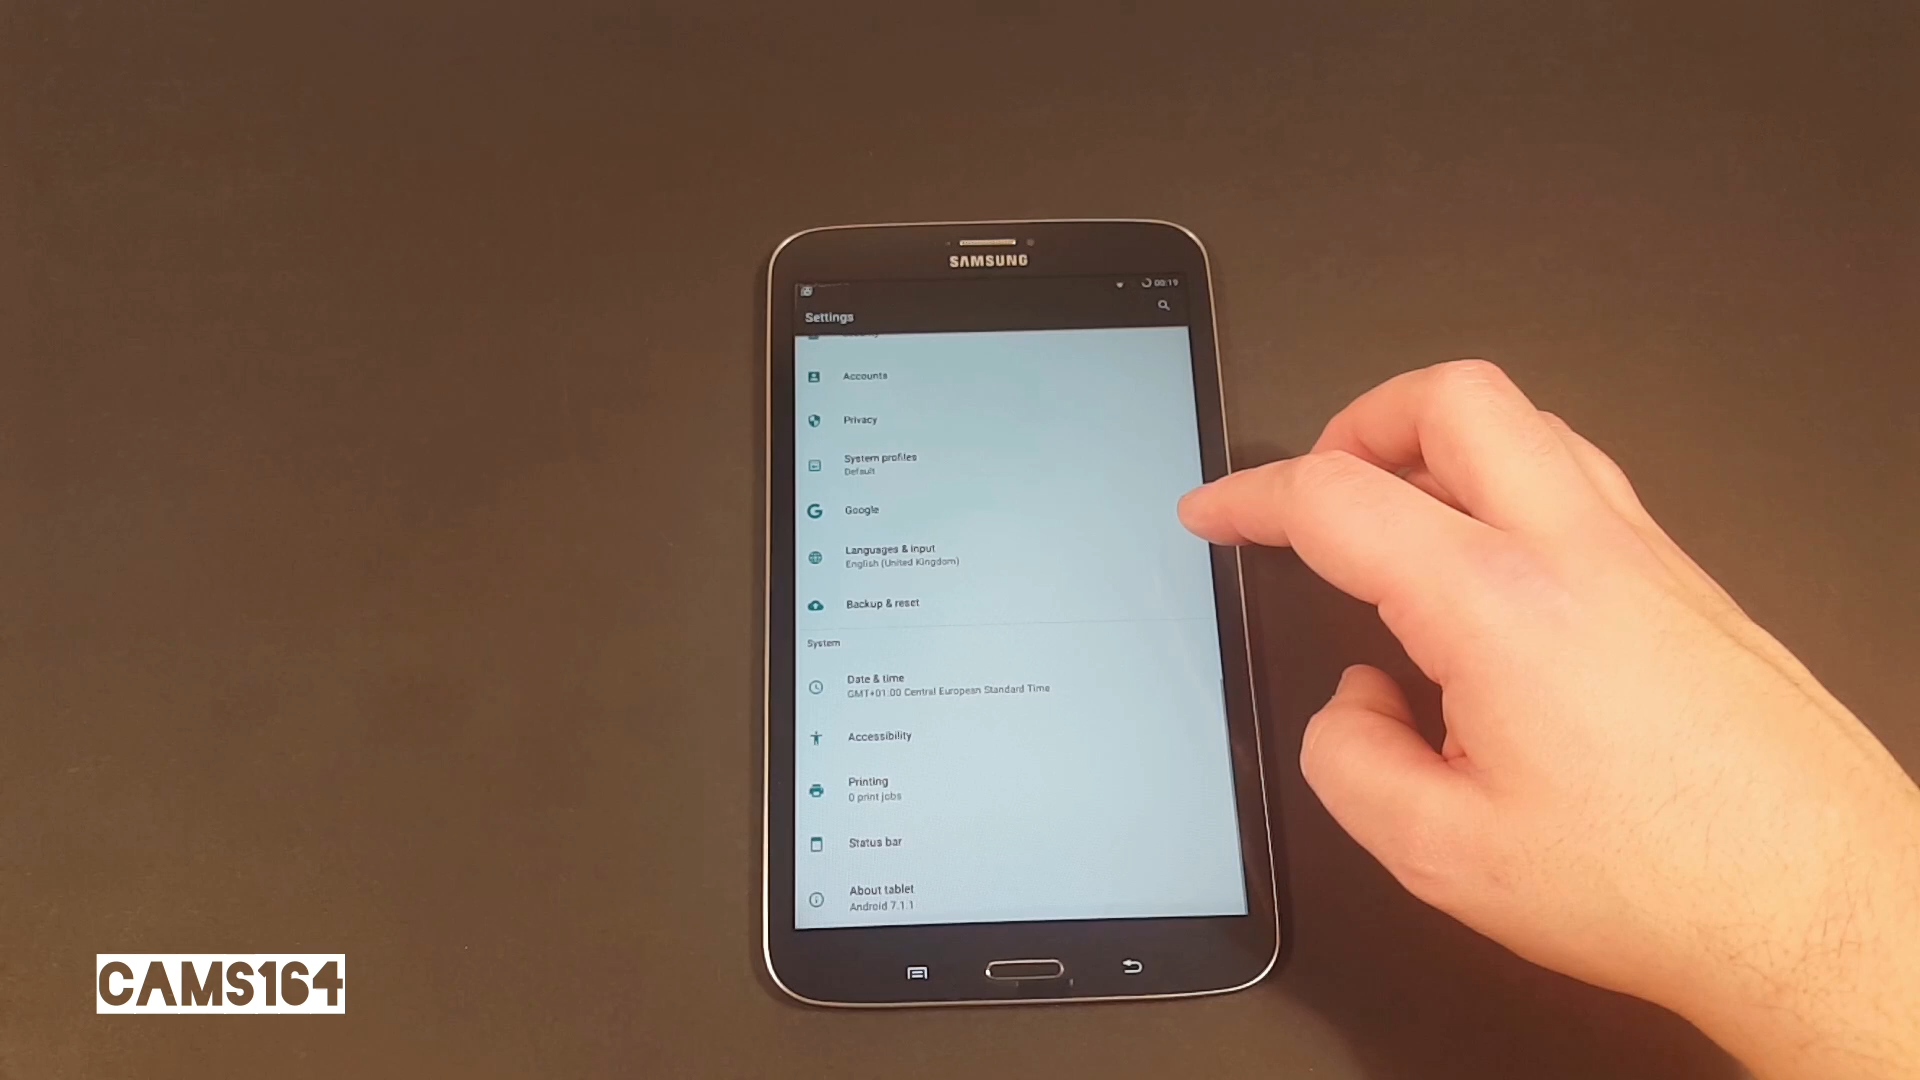 SAMSUNG
00:19
Settings
Accounts
Privacy
System profiles
Default
Google
Languages & input
English (United Kingdom)
Backup & reset
System
Date & time
GMT+01:00 Central European Standard Time
Accessibility
Printing
0 print jobs
Status bar
About tablet
Android 7.1.1
CAMS164